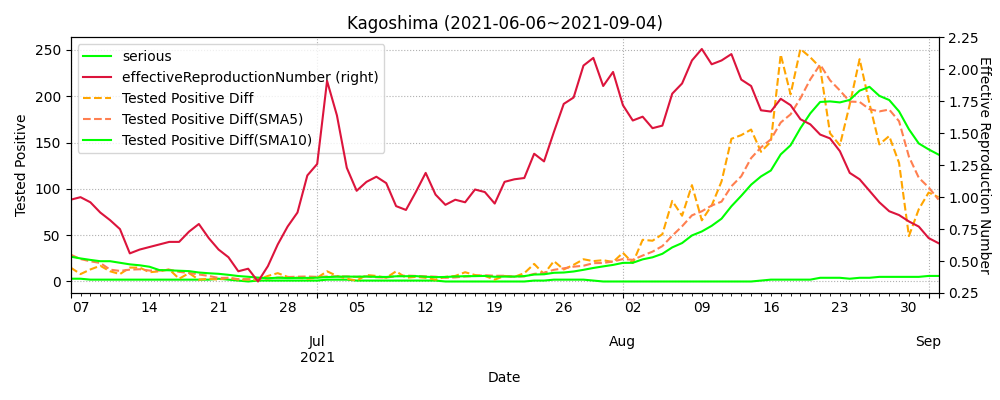 Kagoshima (2021-06-06~2021-09-04)
serious
effectiveReproductionNumber (right)
Tested Positive Diff
Tested Positive Diff(SMA5)
Tested Positive Diff(SMA10)
Tested Positive
250
200
150
100
50
0
2.25
2.00
1.75
1.50
1.25
1.00
0.75
0.50
0.25
Effective Reproduction Number
07 14 21 28 05 12 19 26 02 09 16 23 30
Jul Aug Sep
2021
Date